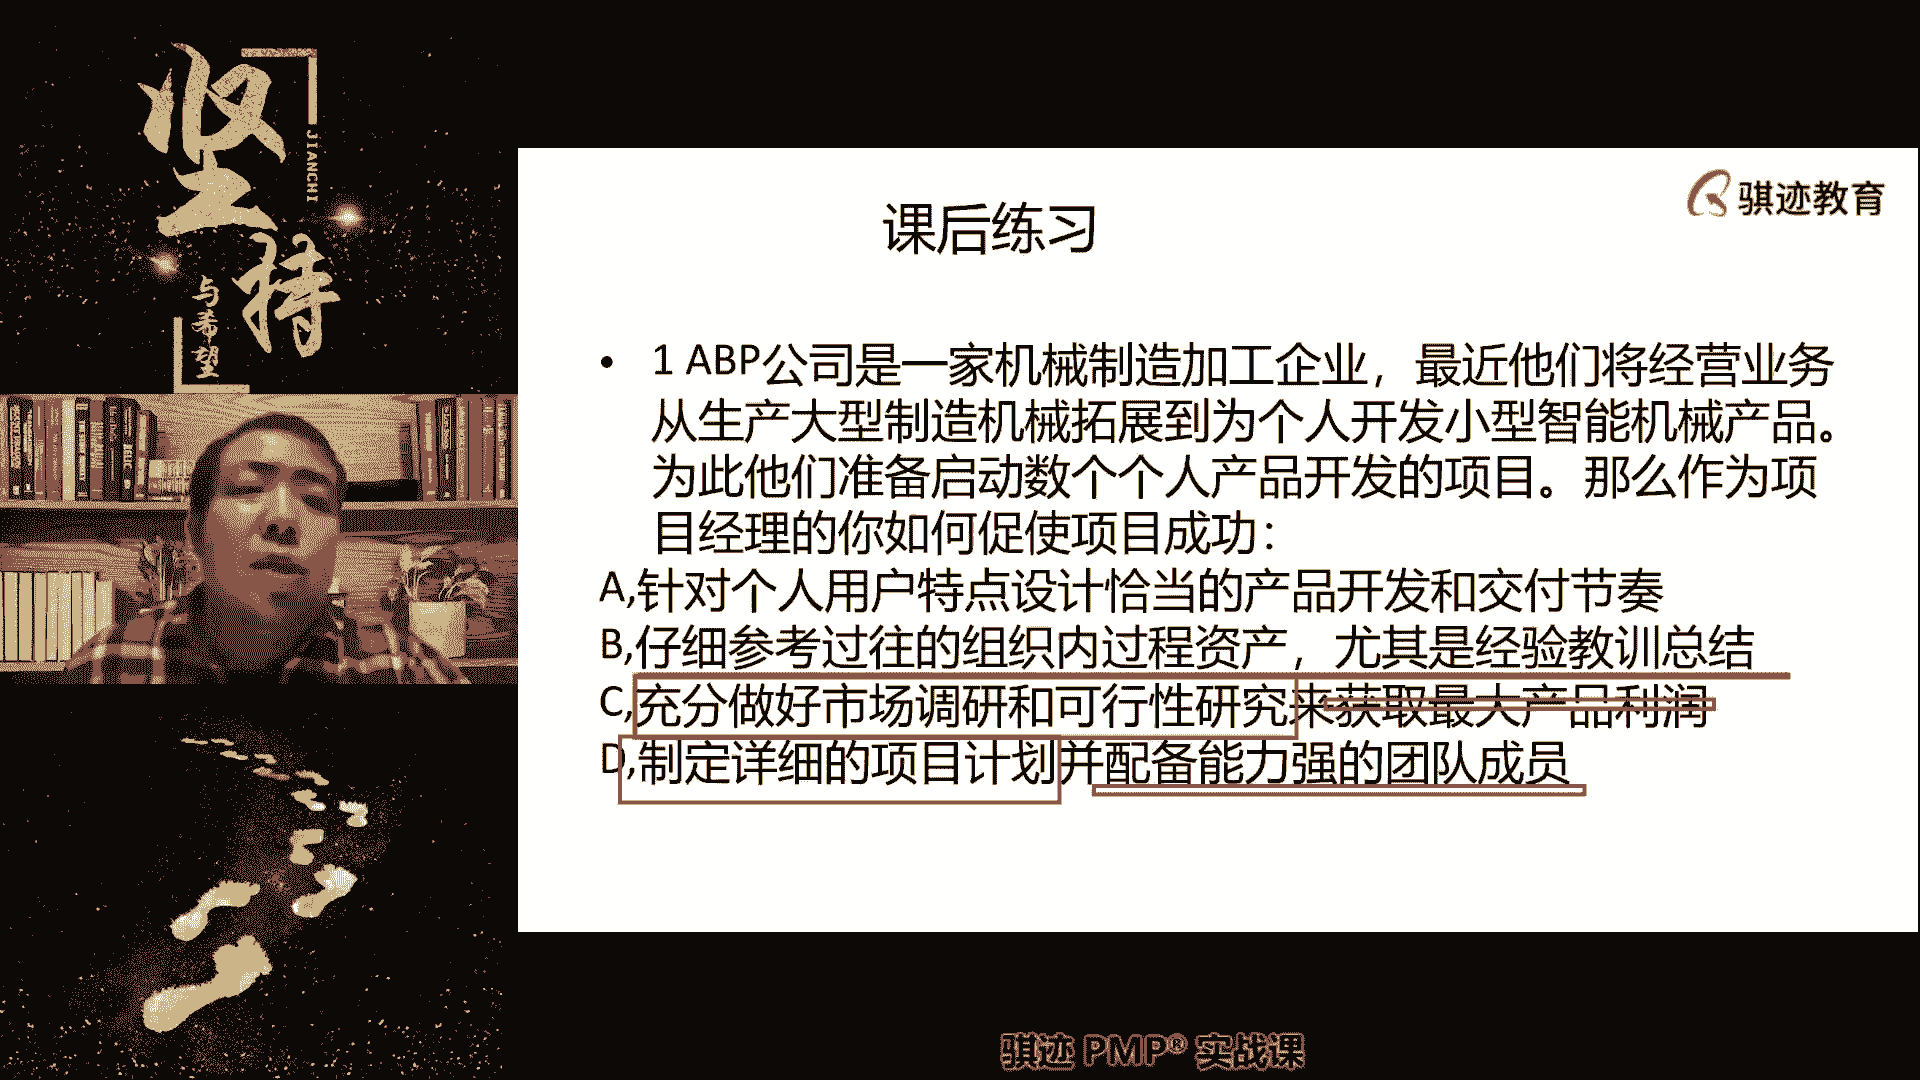 坚持
JIANCHI
与希望
骐迹教育
课后练习
• 1 ABP公司是一家机械制造加工企业，最近他们将经营业务
从生产大型制造机械拓展到为个人开发小型智能机械产品。
为此他们准备启动数个个人产品开发的项目。那么作为项
目经理的你如何促使项目成功：
A,针对个人用户特点设计恰当的产品开发和交付节奏
B,仔细参考过往的组织内过程资产，尤其是经验教训总结
C,充分做好市场调研和可行性研究来获取最大产品利润
D,制定详细的项目计划并配备能力强的团队成员
骐迹 PMP® 实战课